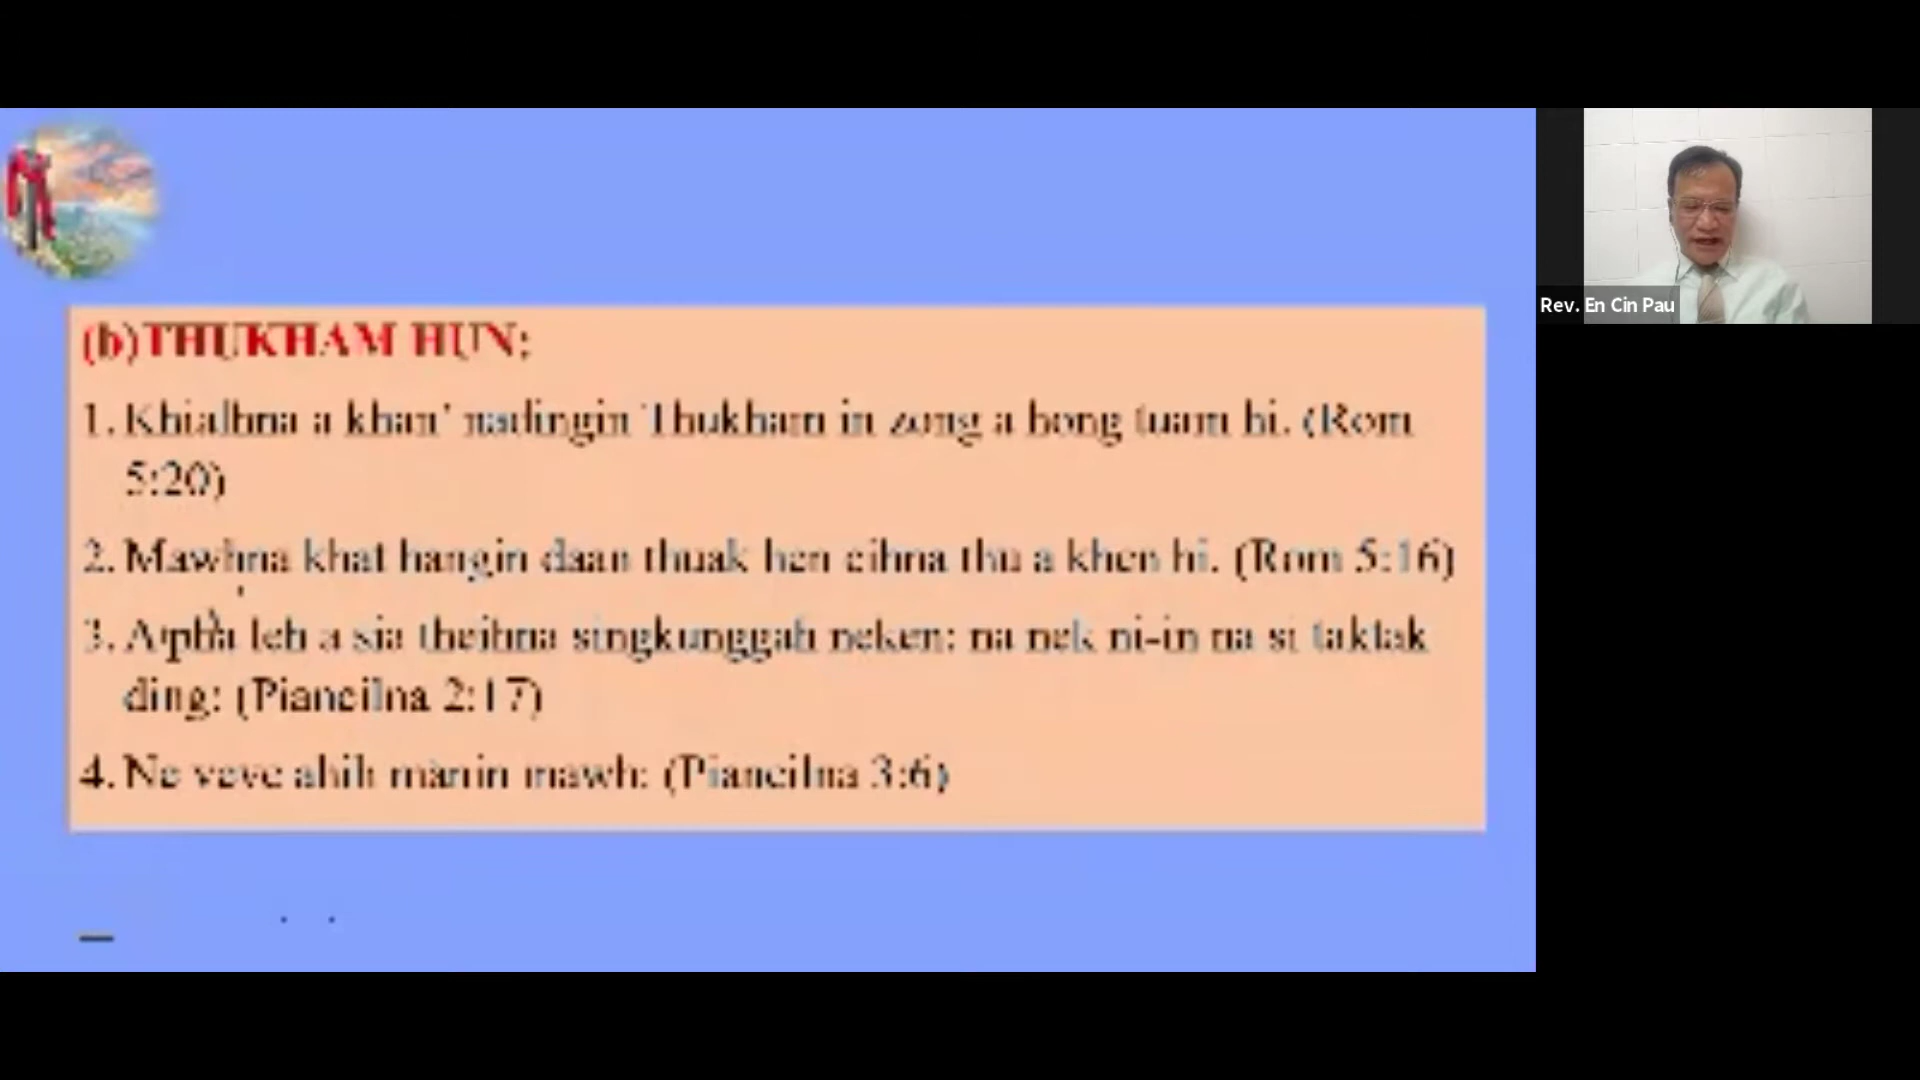 (b)THUKHAM HUN:
1. Khialhna a khan' nadingin Thukham in zong a hong tuam hi. (Rom
5:20)
2. Mawhna khat hangin daan thuak hen cihna thu a khen hi. (Rom 5:16)
3. A pha leh a sia theihna singkunggah neken: na nek ni-in na si taktak
ding: (Piancilna 2:17)
4. Ne veve ahih manin mawh: (Piancilna 3:6)
Rev. En Cin Pau